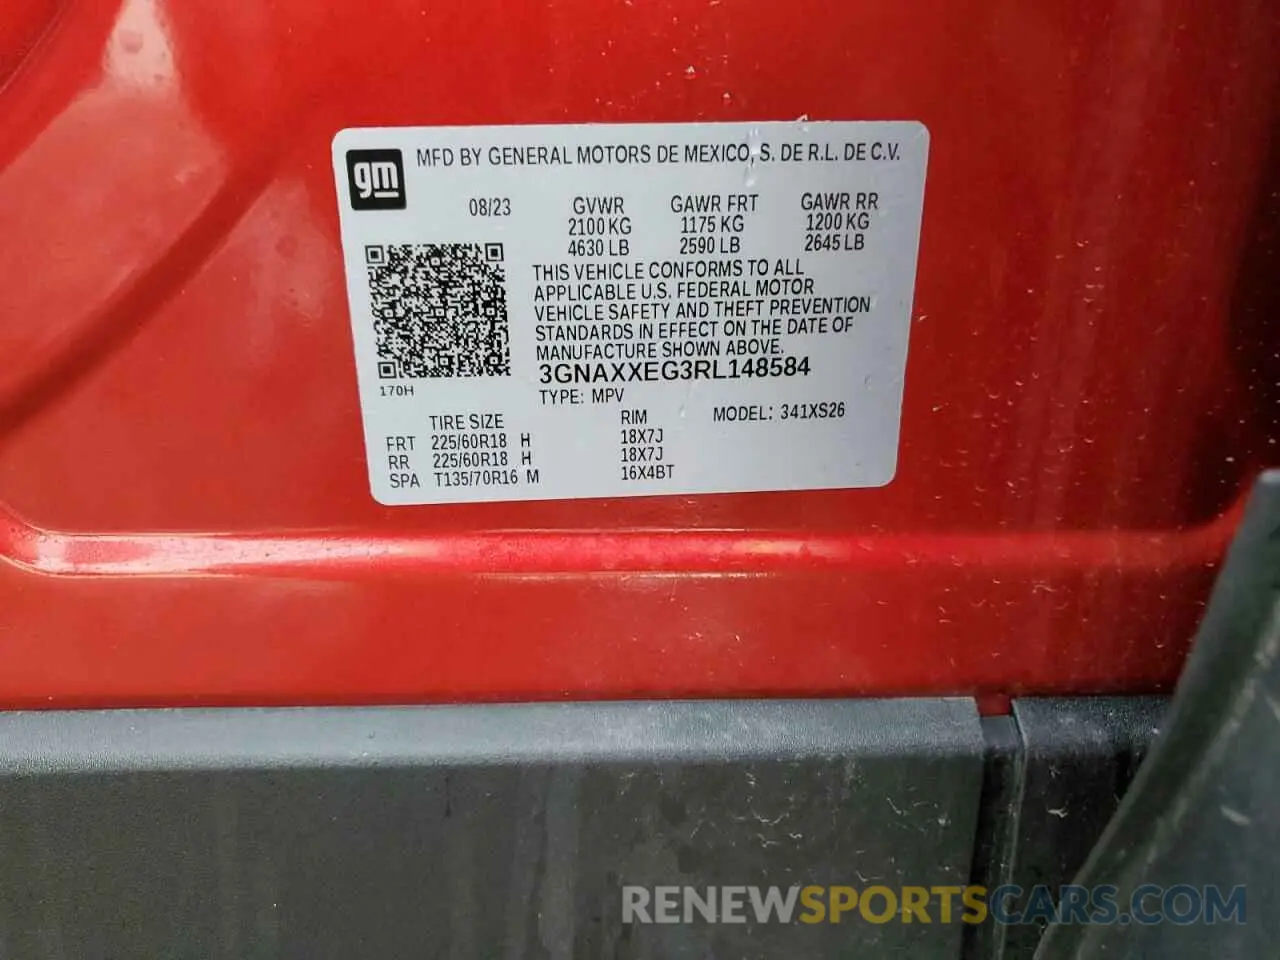 gm
MFD BY GENERAL MOTORS DE MEXICO, S. DE R.L. DE C.V.
08/23 GVWR GAWR FRT GAWR RR
2100 KG 1175 KG 1200 KG
4630 LB 2590 LB 2645 LB
THIS VEHICLE CONFORMS TO ALL
APPLICABLE U.S. FEDERAL MOTOR
VEHICLE SAFETY AND THEFT PREVENTION
STANDARDS IN EFFECT ON THE DATE OF
MANUFACTURE SHOWN ABOVE.
3GNAXXEG3RL148584
170H
TYPE: MPV
TIRE SIZE RIM MODEL: 341XS26
FRT 225/60R18 H 18X7J
RR 225/60R18 H 18X7J
SPA T135/70R16 M 16X4BT
RENEWSPORTSCARS.COM